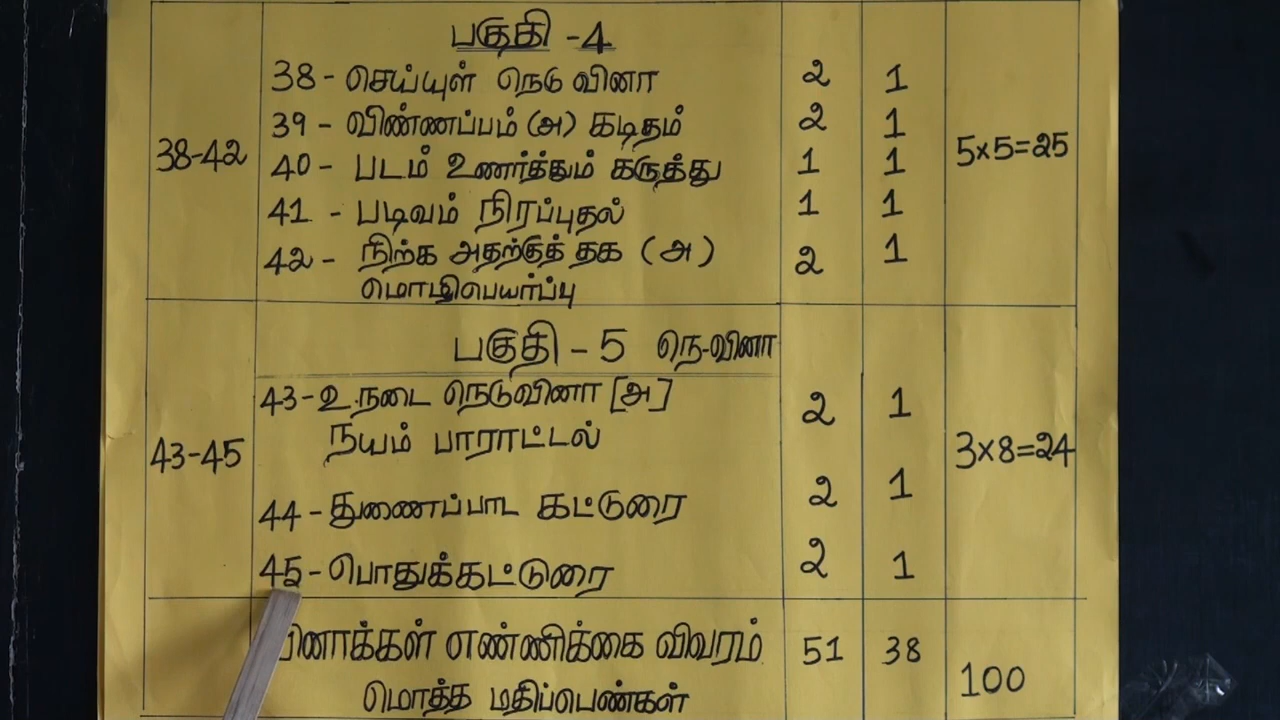 பகுதி -4
38 - செய்யுள் நெடு வினா 2 1
39 - விண்ணப்பம் (அ) கடிதம் 2 1
38-42 40 - படம் உணர்த்தும் கருத்து 1 1 5x5=25
41 - படிவம் நிரப்புதல் 1 1
42 - நிற்க அதற்குத் தக (அ) 2 1
மொழிபெயர்ப்பு
பகுதி - 5 நெ-வினா
43 - உ.நடை நெடுவினா [அ] 2 1
நயம் பாராட்டல்
43-45 3x8=24
44 - துணைப்பாட கட்டுரை 2 1
45 - பொதுக்கட்டுரை 2 1
வினாக்கள் எண்ணிக்கை விவரம் 51 38
மொத்த மதிப்பெண்கள் 100